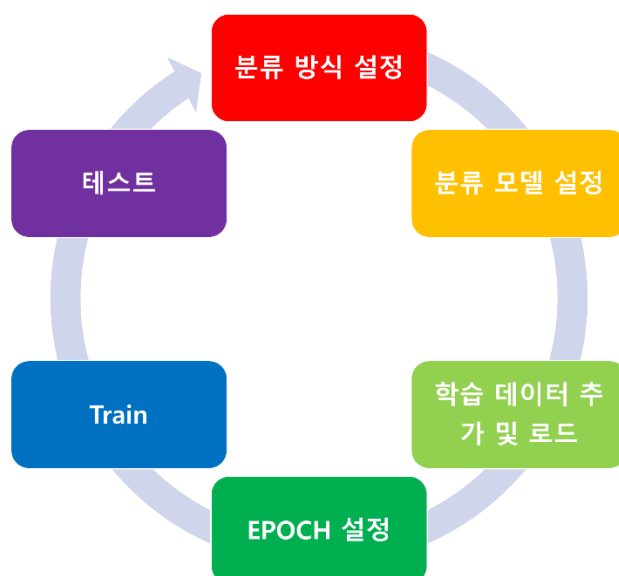 분류 방식 설정
분류 모델 설정
학습 데이터 추
가 및 로드
EPOCH 설정
Train
테스트